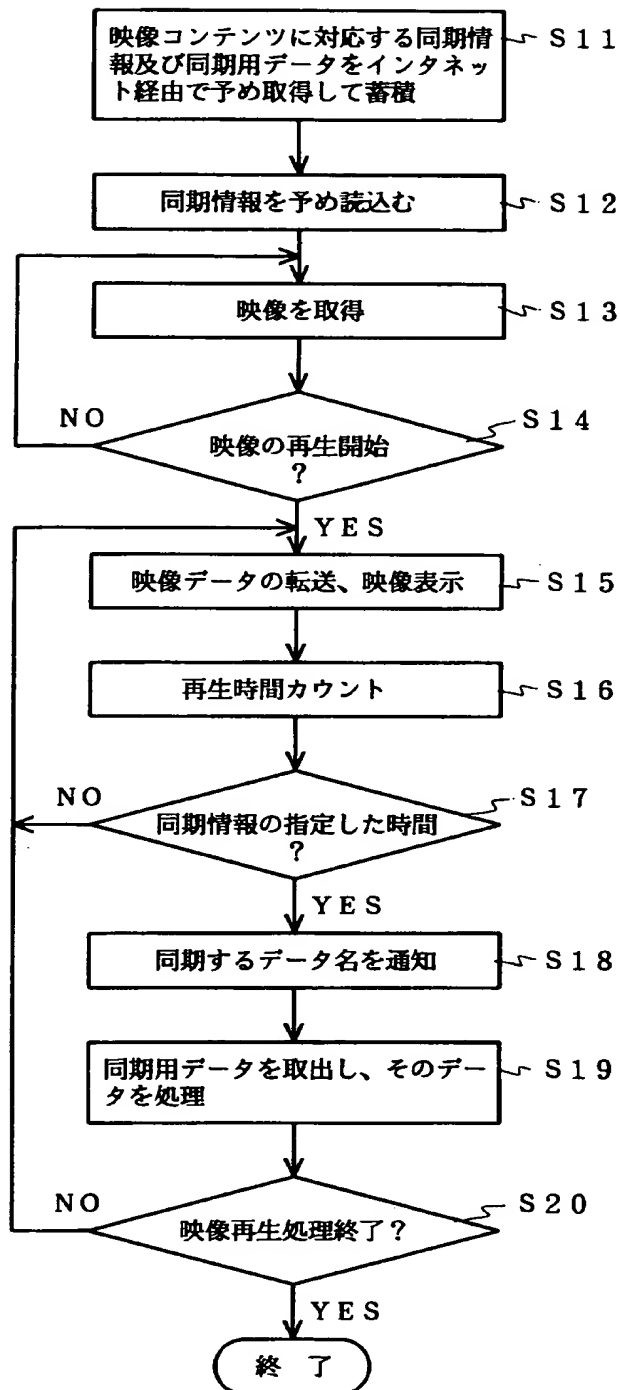 映像コンテンツに対応する同期情
報及び同期用データをインタネッ
ト経由で予め取得して蓄積
S11
同期情報を予め読込む
S12
映像を取得
S13
NO
S14
映像の再生開始
?
YES
映像データの転送、映像表示
S15
再生時間カウント
S16
NO
S17
同期情報の指定した時間
?
YES
同期するデータ名を通知
S18
同期用データを取出し、そのデー
タを処理
S19
NO
S20
映像再生処理終了?
YES
終 了